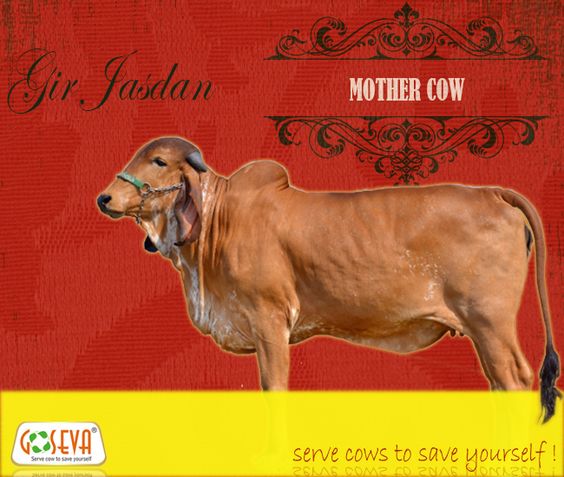 Gir Jasdan
MOTHER COW
GOSEVA®
Serve cow to save yourself
serve cows to save yourself !